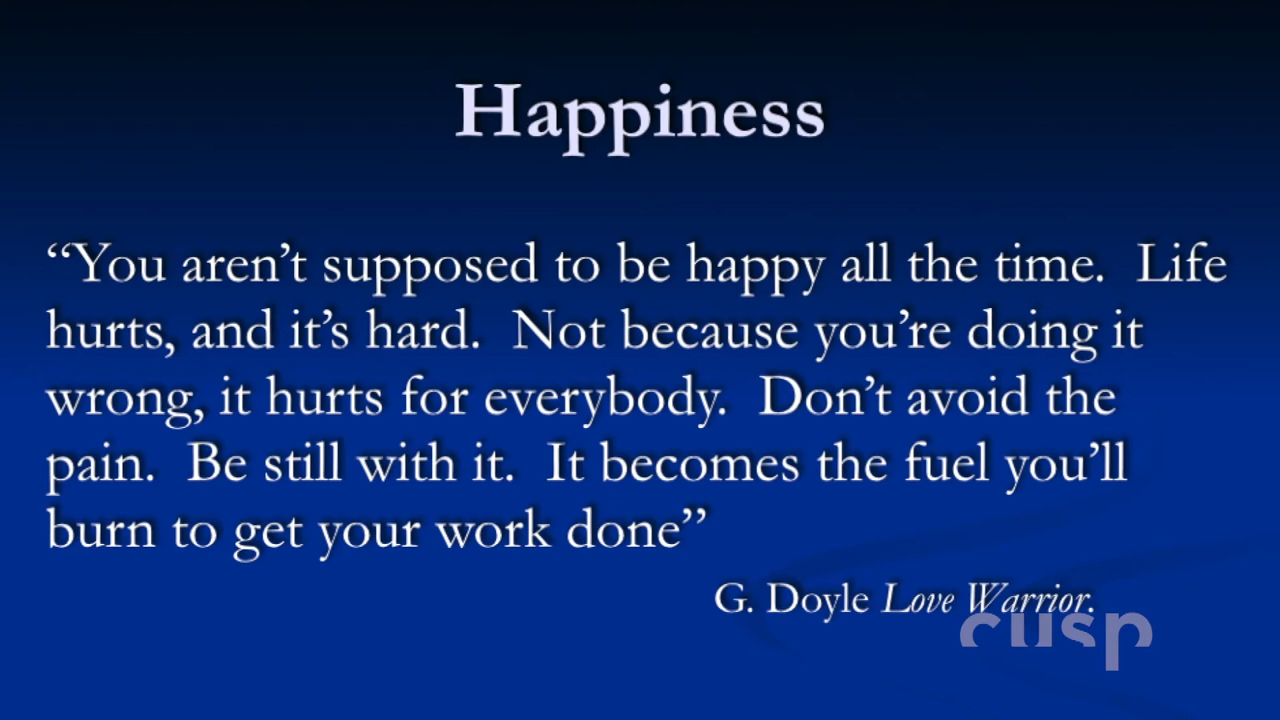 Happiness
“You aren’t supposed to be happy all the time.  Life
hurts, and it’s hard.  Not because you’re doing it
wrong, it hurts for everybody.  Don’t avoid the
pain.  Be still with it.  It becomes the fuel you’ll
burn to get your work done”
G. Doyle Love Warrior.
cusp